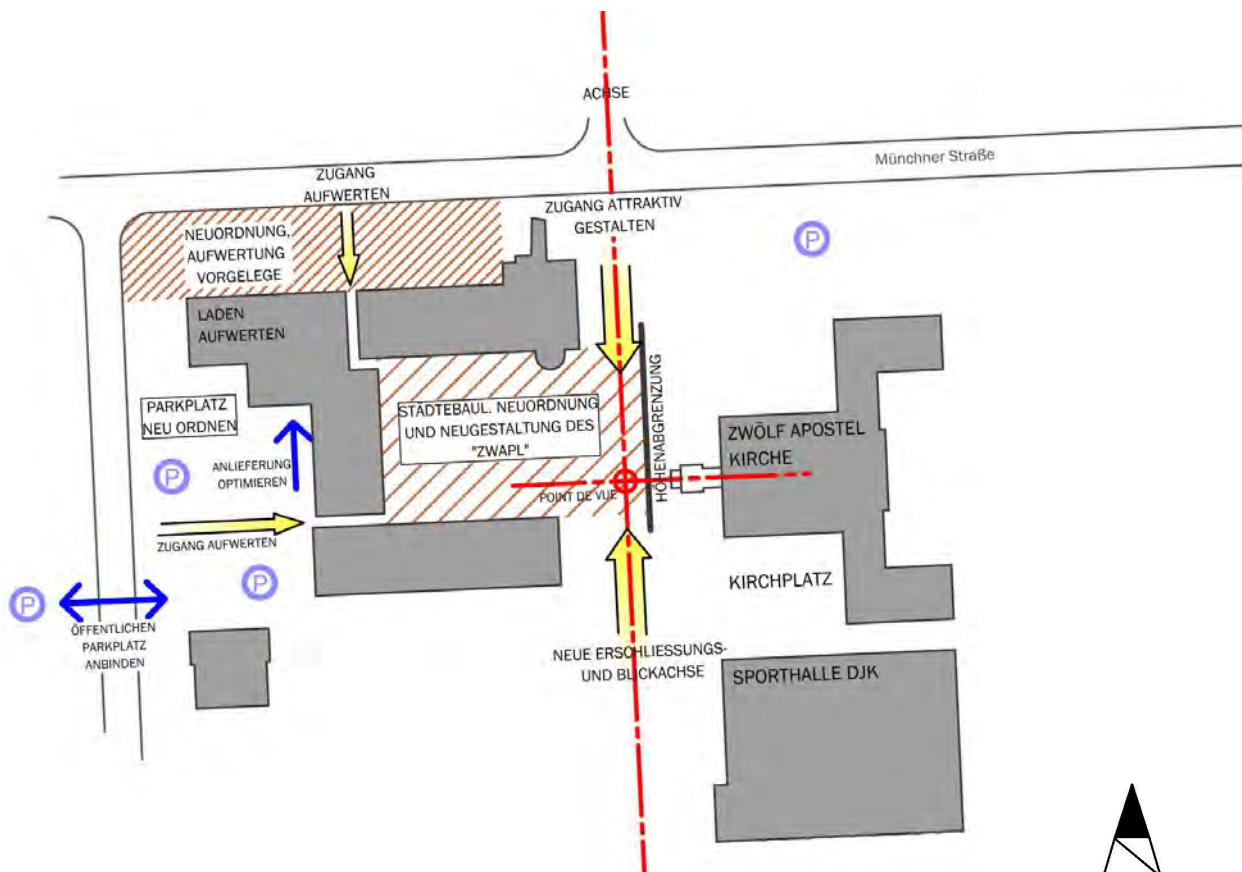 ACHSE
Münchner Straße
ZUGANG
AUFWERTEN
ZUGANG ATTRAKTIV
GESTALTEN
P
NEUORDNUNG,
AUFWERTUNG
VORGELEGE
LADEN
AUFWERTEN
PARKPLATZ
NEU ORDNEN
STÄDTEBAUL. NEUORDNUNG
UND NEUGESTALTUNG DES
"ZWAPL"
HÖHENABGRENZUNG
ZWÖLF APOSTEL
KIRCHE
P
ANLIEFERUNG
OPTIMIEREN
POINT DE VUE
ZUGANG AUFWERTEN
P
P
KIRCHPLATZ
ÖFFENTLICHEN
PARKPLATZ
ANBINDEN
NEUE ERSCHLIESSUNGS-
UND BLICKACHSE
SPORTHALLE DJK